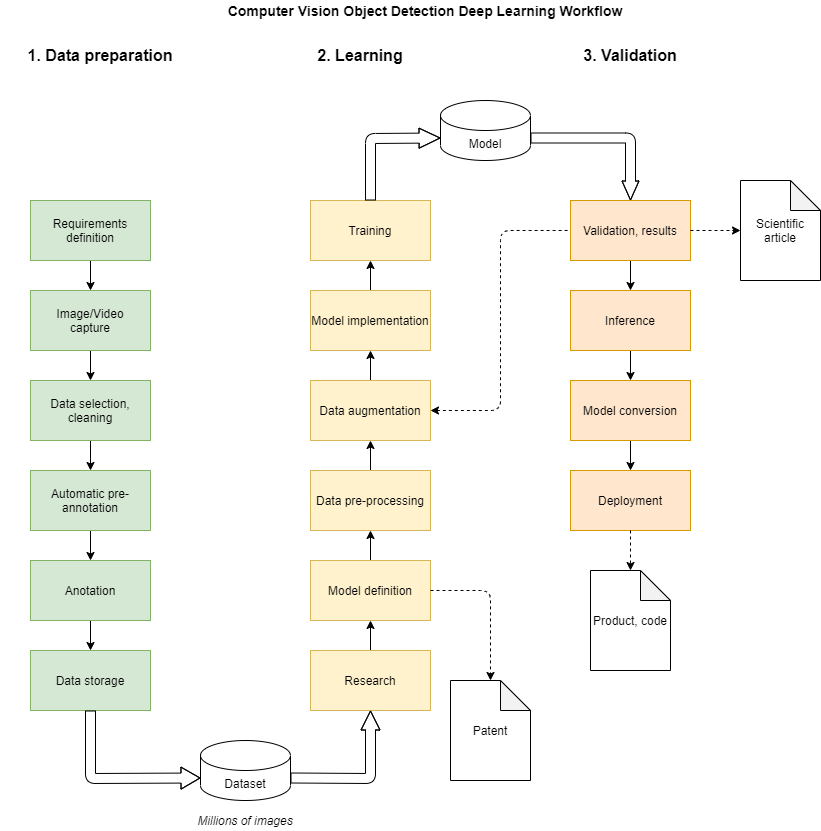 Computer Vision Object Detection Deep Learning Workflow
1. Data preparation
2. Learning
3. Validation
Requirements
definition
Image/Video
capture
Data selection,
cleaning
Automatic pre-
annotation
Anotation
Data storage
Dataset
Millions of images
Research
Model definition
Patent
Data pre-processing
Data augmentation
Model implementation
Training
Model
Validation, results
Scientific
article
Inference
Model conversion
Deployment
Product, code